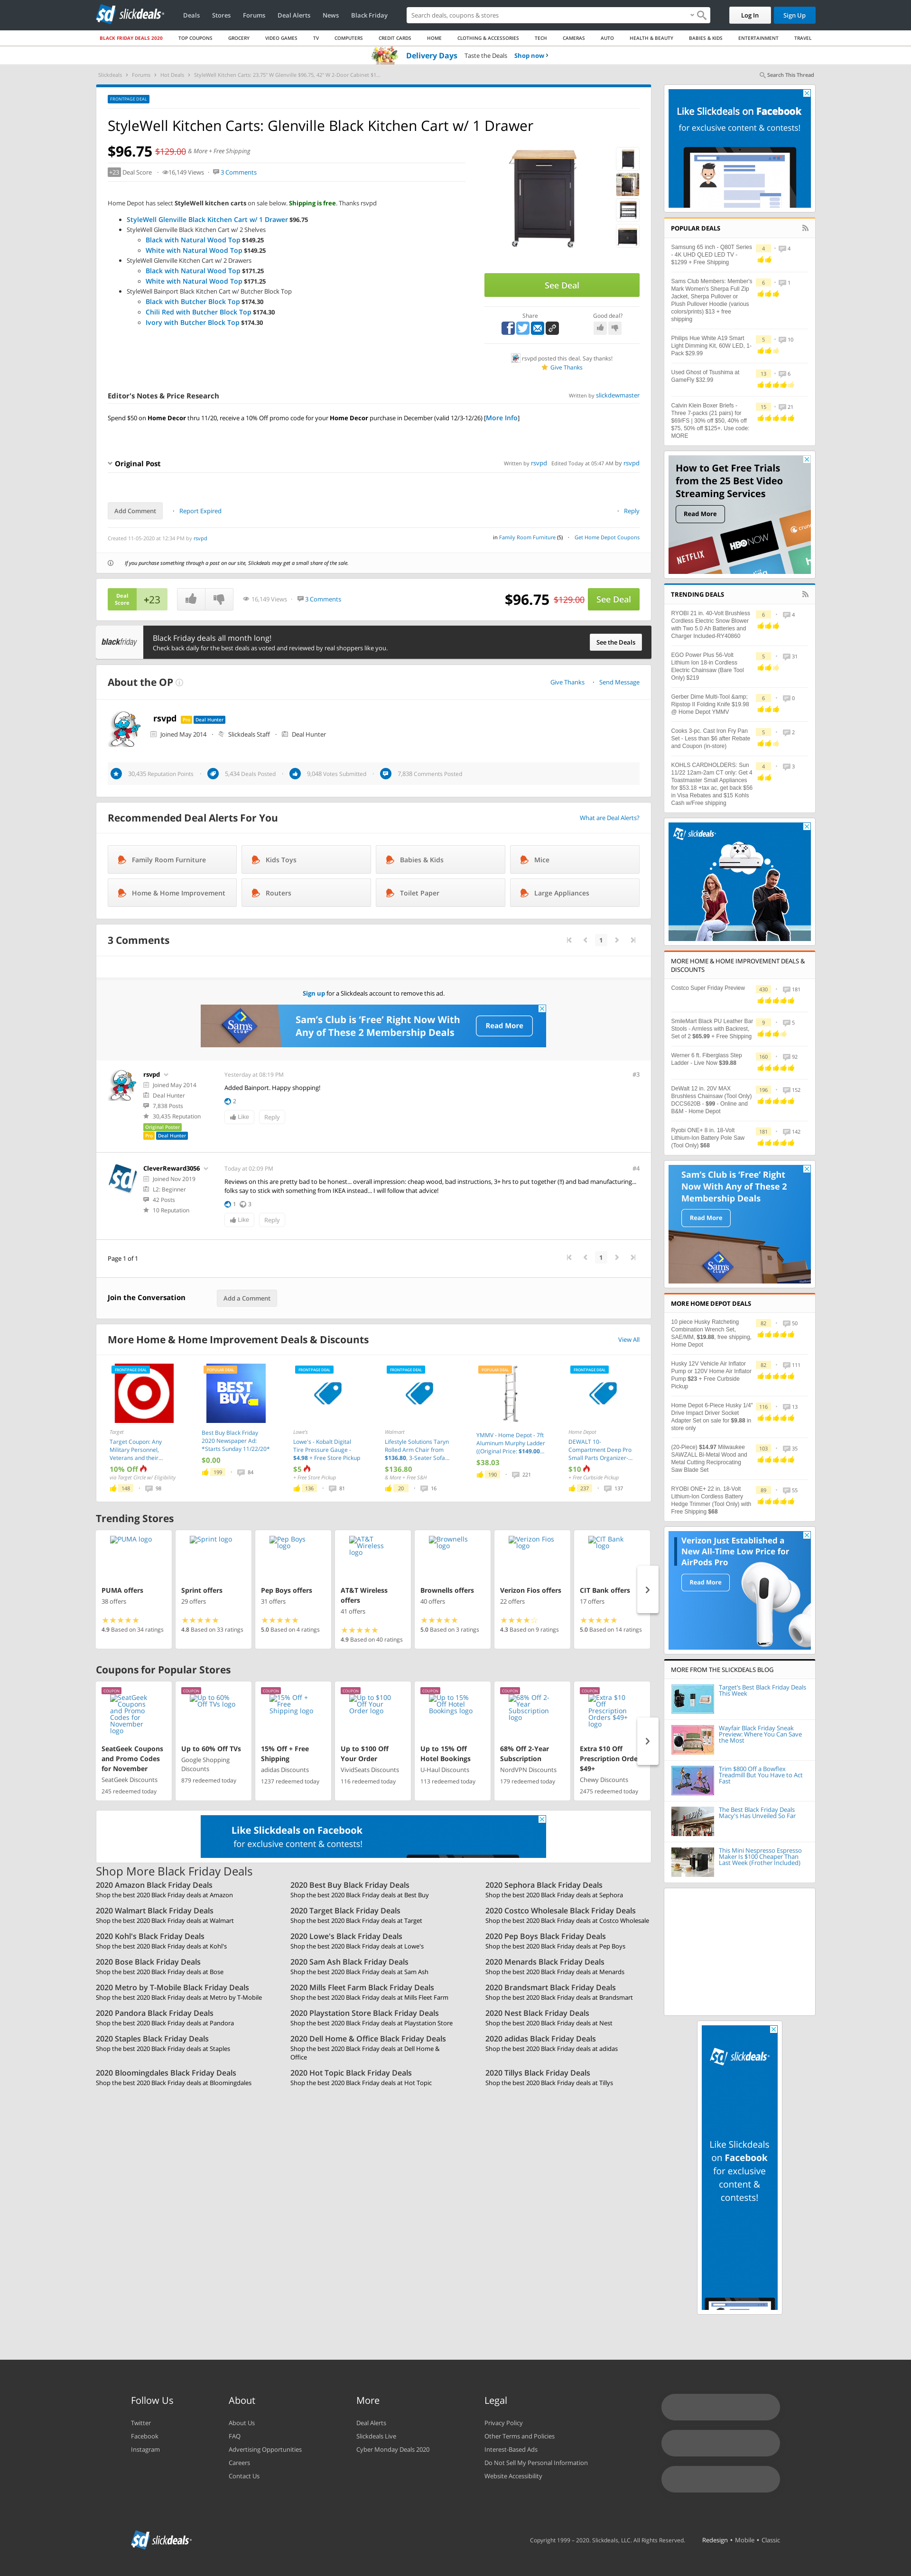 slickdeals
Deals Stores Forums Deal Alerts News Black Friday
Search deals, coupons & stores
Log In Sign Up
BLACK FRIDAY DEALS 2020 TOP COUPONS GROCERY VIDEO GAMES TV COMPUTERS CREDIT CARDS HOME CLOTHING & ACCESSORIES TECH CAMERAS AUTO HEALTH & BEAUTY BABIES & KIDS ENTERTAINMENT TRAVEL
Delivery Days Taste the Deals Shop now
Slickdeals Forums Hot Deals StyleWell Kitchen Carts: 23.75" W Glenville $96.75, 42" W 2-Door Cabinet $1...
Search This Thread
FRONTPAGE DEAL
StyleWell Kitchen Carts: Glenville Black Kitchen Cart w/ 1 Drawer
$96.75 $129.00 & More + Free Shipping
+23 Deal Score 16,149 Views 3 Comments
Home Depot has select StyleWell kitchen carts on sale below. Shipping is free. Thanks rsvpd
StyleWell Glenville Black Kitchen Cart w/ 1 Drawer $96.75
StyleWell Glenville Black Kitchen Cart w/ 2 Shelves
Black with Natural Wood Top $149.25
White with Natural Wood Top $149.25
StyleWell Glenville Kitchen Cart w/ 2 Drawers
Black with Natural Wood Top $171.25
White with Natural Wood Top $171.25
StyleWell Bainport Black Kitchen Cart w/ Butcher Block Top
Black with Butcher Block Top $174.30
Chili Red with Butcher Block Top $174.30
Ivory with Butcher Block Top $174.30
See Deal
Share Good deal?
rsvpd posted this deal. Say thanks!
Give Thanks
Editor's Notes & Price Research Written by slickdewmaster
Spend $50 on Home Decor thru 11/20, receive a 10% Off promo code for your Home Decor purchase in December (valid 12/3-12/26) [More Info]
Original Post Written by rsvpd Edited Today at 05:47 AM by rsvpd
Add Comment Report Expired Reply
Created 11-05-2020 at 12:34 PM by rsvpd
in Family Room Furniture (5) Get Home Depot Coupons
If you purchase something through a post on our site, Slickdeals may get a small share of the sale.
Deal Score +23 16,149 Views 3 Comments $96.75 $129.00 See Deal
blackfriday
Black Friday deals all month long!
Check back daily for the best deals as voted and reviewed by real shoppers like you.
See the Deals
About the OP Give Thanks Send Message
rsvpd Pro Deal Hunter
Joined May 2014 Slickdeals Staff Deal Hunter
30,435 Reputation Points 5,434 Deals Posted 9,048 Votes Submitted 7,838 Comments Posted
Recommended Deal Alerts For You What are Deal Alerts?
Family Room Furniture Kids Toys Babies & Kids Mice
Home & Home Improvement Routers Toilet Paper Large Appliances
3 Comments 1
Sign up for a Slickdeals account to remove this ad.
Sam's Club is 'Free' Right Now With
Any of These 2 Membership Deals
Read More
rsvpd Yesterday at 08:19 PM #3
Joined May 2014
Deal Hunter
7,838 Posts
30,435 Reputation
Original Poster
Pro Deal Hunter
Added Bainport. Happy shopping!
2
Like Reply
CleverReward3056 Today at 02:09 PM #4
Joined Nov 2019
L2: Beginner
42 Posts
10 Reputation
Reviews on this are pretty bad to be honest... overall impression: cheap wood, bad instructions, 3+ hrs to put together (!!) and bad manufacturing...
folks say to stick with something from IKEA instead... I will follow that advice!
1 3
Like Reply
Page 1 of 1 1
Join the Conversation Add a Comment
More Home & Home Improvement Deals & Discounts View All
FRONTPAGE DEAL
Target
Target Coupon: Any
Military Personnel,
Veterans and their...
10% Off
via Target Circle w/ Eligibility
148 98
POPULAR DEAL
BEST BUY
Best Buy Black Friday
2020 Newspaper Ad:
*Starts Sunday 11/22/20*
$0.00
199 84
FRONTPAGE DEAL
Lowe's
Lowe's - Kobalt Digital
Tire Pressure Gauge -
$4.98 + Free Store Pickup
$5
+ Free Store Pickup
136 81
FRONTPAGE DEAL
Walmart
Lifestyle Solutions Taryn
Rolled Arm Chair from
$136.80, 3-Seater Sofa...
$136.80
& More + Free S&H
20 16
POPULAR DEAL
YMMV - Home Depot - 7ft
Aluminum Murphy Ladder
((Original Price: $149.00...
$38.03
190 221
FRONTPAGE DEAL
Home Depot
DEWALT 10-
Compartment Deep Pro
Small Parts Organizer-...
$10
+ Free Curbside Pickup
237 137
Trending Stores
PUMA logo
PUMA offers
38 offers
4.9 Based on 34 ratings
Sprint logo
Sprint offers
29 offers
4.8 Based on 33 ratings
Pep Boys logo
Pep Boys offers
31 offers
5.0 Based on 4 ratings
AT&T Wireless logo
AT&T Wireless offers
41 offers
4.9 Based on 40 ratings
Brownells logo
Brownells offers
40 offers
5.0 Based on 3 ratings
Verizon Fios logo
Verizon Fios offers
22 offers
4.3 Based on 9 ratings
CIT Bank logo
CIT Bank offers
17 offers
5.0 Based on 14 ratings
Coupons for Popular Stores
COUPON
SeatGeek Coupons and Promo Codes for November logo
SeatGeek Coupons and Promo Codes for November
SeatGeek Discounts
245 redeemed today
COUPON
Up to 60% Off TVs logo
Up to 60% Off TVs
Google Shopping Discounts
879 redeemed today
COUPON
15% Off + Free Shipping logo
15% Off + Free Shipping
adidas Discounts
1237 redeemed today
COUPON
Up to $100 Off Your Order logo
Up to $100 Off Your Order
VividSeats Discounts
116 redeemed today
COUPON
Up to 15% Off Hotel Bookings logo
Up to 15% Off Hotel Bookings
U-Haul Discounts
113 redeemed today
COUPON
68% Off 2-Year Subscription logo
68% Off 2-Year Subscription
NordVPN Discounts
179 redeemed today
COUPON
Extra $10 Off Prescription Orders $49+ logo
Extra $10 Off Prescription Orde $49+
Chewy Discounts
2475 redeemed today
Like Slickdeals on Facebook
for exclusive content & contests!
Shop More Black Friday Deals
2020 Amazon Black Friday Deals 2020 Best Buy Black Friday Deals 2020 Sephora Black Friday Deals
Shop the best 2020 Black Friday deals at Amazon Shop the best 2020 Black Friday deals at Best Buy Shop the best 2020 Black Friday deals at Sephora
2020 Walmart Black Friday Deals 2020 Target Black Friday Deals 2020 Costco Wholesale Black Friday Deals
Shop the best 2020 Black Friday deals at Walmart Shop the best 2020 Black Friday deals at Target Shop the best 2020 Black Friday deals at Costco Wholesale
2020 Kohl's Black Friday Deals 2020 Lowe's Black Friday Deals 2020 Pep Boys Black Friday Deals
Shop the best 2020 Black Friday deals at Kohl's Shop the best 2020 Black Friday deals at Lowe's Shop the best 2020 Black Friday deals at Pep Boys
2020 Bose Black Friday Deals 2020 Sam Ash Black Friday Deals 2020 Menards Black Friday Deals
Shop the best 2020 Black Friday deals at Bose Shop the best 2020 Black Friday deals at Sam Ash Shop the best 2020 Black Friday deals at Menards
2020 Metro by T-Mobile Black Friday Deals 2020 Mills Fleet Farm Black Friday Deals 2020 Brandsmart Black Friday Deals
Shop the best 2020 Black Friday deals at Metro by T-Mobile Shop the best 2020 Black Friday deals at Mills Fleet Farm Shop the best 2020 Black Friday deals at Brandsmart
2020 Pandora Black Friday Deals 2020 Playstation Store Black Friday Deals 2020 Nest Black Friday Deals
Shop the best 2020 Black Friday deals at Pandora Shop the best 2020 Black Friday deals at Playstation Store Shop the best 2020 Black Friday deals at Nest
2020 Staples Black Friday Deals 2020 Dell Home & Office Black Friday Deals 2020 adidas Black Friday Deals
Shop the best 2020 Black Friday deals at Staples Shop the best 2020 Black Friday deals at Dell Home & Office Shop the best 2020 Black Friday deals at adidas
2020 Bloomingdales Black Friday Deals 2020 Hot Topic Black Friday Deals 2020 Tillys Black Friday Deals
Shop the best 2020 Black Friday deals at Bloomingdales Shop the best 2020 Black Friday deals at Hot Topic Shop the best 2020 Black Friday deals at Tillys
Like Slickdeals on Facebook
for exclusive content & contests!
POPULAR DEALS
Samsung 65 inch - Q80T Series
- 4K UHD QLED LED TV -
$1299 + Free Shipping
4 4
Sams Club Members: Member's
Mark Women's Sherpa Full Zip
Jacket, Sherpa Pullover or
Plush Pullover Hoodie (various
colors/prints) $13 + free
shipping
6 1
Philips Hue White A19 Smart
Light Dimming Kit, 60W LED, 1-
Pack $29.99
5 10
Used Ghost of Tsushima at
GameFly $32.99
13 6
Calvin Klein Boxer Briefs -
Three 7-packs (21 pairs) for
$69/FS | 30% off $50, 40% off
$75, 50% off $125+. Use code:
MORE
15 21
How to Get Free Trials
from the 25 Best Video
Streaming Services
Read More
NETFLIX HBO NOW
TRENDING DEALS
RYOBI 21 in. 40-Volt Brushless
Cordless Electric Snow Blower
with Two 5.0 Ah Batteries and
Charger Included-RY40860
6 4
EGO Power Plus 56-Volt
Lithium Ion 18-in Cordless
Electric Chainsaw (Bare Tool
Only) $219
5 31
Gerber Dime Multi-Tool &amp;
Ripstop II Folding Knife $19.98
@ Home Depot YMMV
6 0
Cooks 3-pc. Cast Iron Fry Pan
Set - Less than $6 after Rebate
and Coupon (in-store)
5 2
KOHLS CARDHOLDERS: Sun
11/22 12am-2am CT only: Get 4
Toastmaster Small Appliances
for $53.18 +tax ac, get back $56
in Visa Rebates and $15 Kohls
Cash w/Free shipping
4 3
slickdeals
MORE HOME & HOME IMPROVEMENT DEALS &
DISCOUNTS
Costco Super Friday Preview
430 181
SmileMart Black PU Leather Bar
Stools - Armless with Backrest,
Set of 2 $65.99 + Free Shipping
9 5
Werner 6 ft. Fiberglass Step
Ladder - Live Now $39.88
160 92
DeWalt 12 in. 20V MAX
Brushless Chainsaw (Tool Only)
DCCS620B - $99 - Online and
B&M - Home Depot
196 152
Ryobi ONE+ 8 in. 18-Volt
Lithium-Ion Battery Pole Saw
(Tool Only) $68
181 142
Sam's Club is 'Free' Right
Now With Any of These 2
Membership Deals
Read More
Sam's
MORE HOME DEPOT DEALS
10 piece Husky Ratcheting
Combination Wrench Set,
SAE/MM, $19.88, free shipping,
Home Depot
82 50
Husky 12V Vehicle Air Inflator
Pump or 120V Home Air Inflator
Pump $23 + Free Curbside
Pickup
82 111
Home Depot 6-Piece Husky 1/4"
Drive Impact Driver Socket
Adapter Set on sale for $9.88 in
store only
116 13
(20-Piece) $14.97 Milwaukee
SAWZALL Bi-Metal Wood and
Metal Cutting Reciprocating
Saw Blade Set
103 35
RYOBI ONE+ 22 in. 18-Volt
Lithium-Ion Cordless Battery
Hedge Trimmer (Tool Only) with
Free Shipping $68
89 55
Verizon Just Established a
New All-Time Low Price for
AirPods Pro
Read More
MORE FROM THE SLICKDEALS BLOG
Target's Best Black Friday Deals
This Week
Wayfair Black Friday Sneak
Preview: Where You Can Save
the Most
Trim $800 Off a Bowflex
Treadmill But You Have to Act
Fast
The Best Black Friday Deals
Macy's Has Unveiled So Far
This Mini Nespresso Espresso
Maker Is $100 Cheaper Than
Last Week (Frother Included)
slickdeals
Like Slickdeals
on Facebook
for exclusive
content &
contests!
Follow Us About More Legal
Twitter About Us Deal Alerts Privacy Policy
Facebook FAQ Slickdeals Live Other Terms and Policies
Instagram Advertising Opportunities Cyber Monday Deals 2020 Interest-Based Ads
Careers Do Not Sell My Personal Information
Contact Us Website Accessibility
slickdeals
Copyright 1999 – 2020. Slickdeals, LLC. All Rights Reserved. Redesign • Mobile • Classic